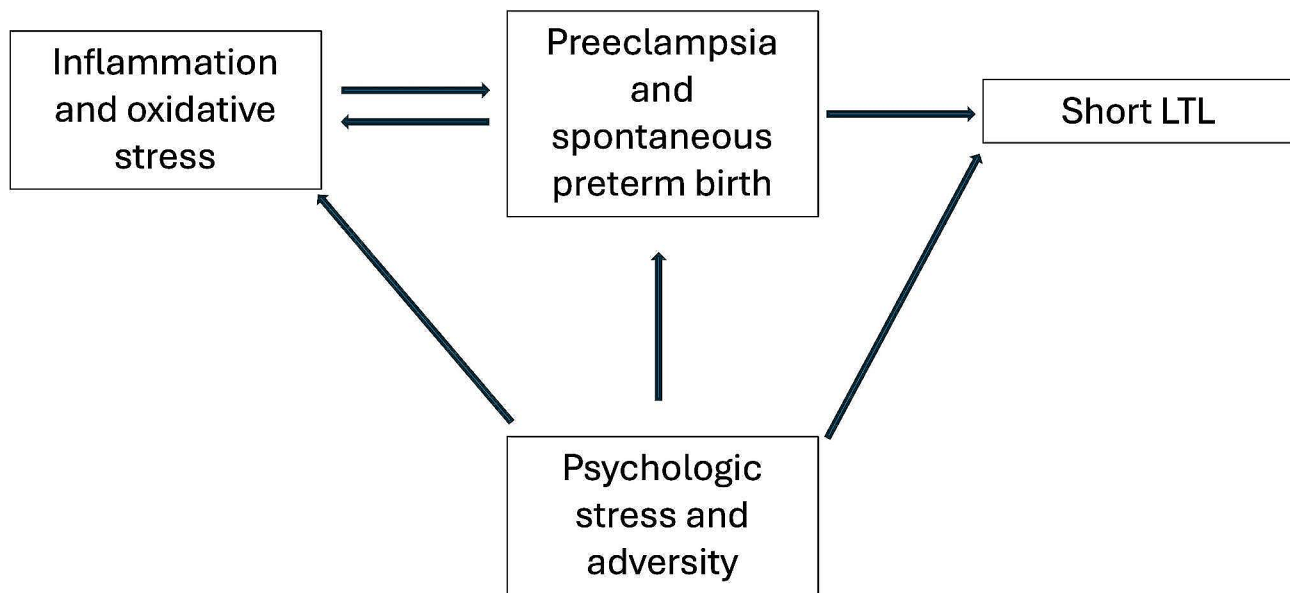 Inflammation
and oxidative
stress
Preeclampsia
and
spontaneous
preterm birth
Short LTL
Psychologic
stress and
adversity